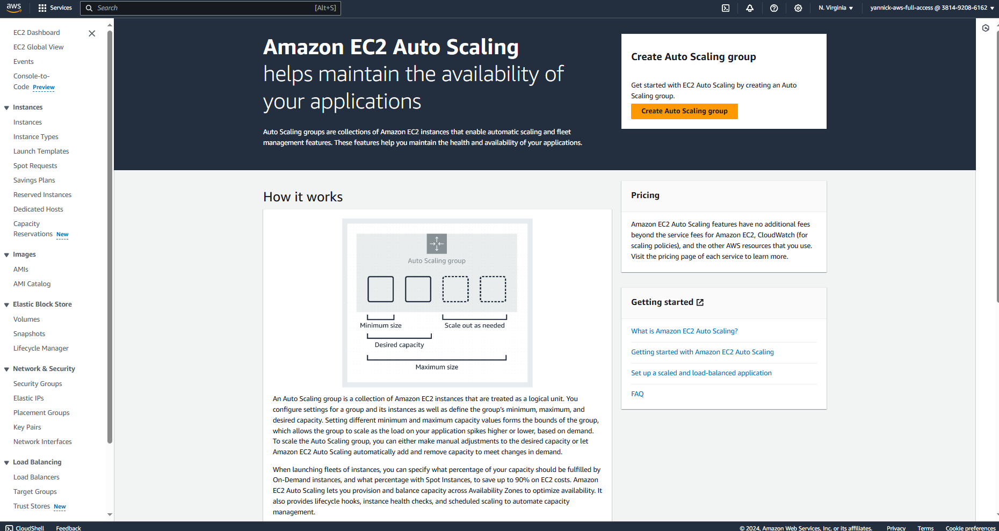 aws
Services
Search
[Alt+S]
N. Virginia
yannick-aws-full-access @ 3814-9208-6162
EC2 Dashboard
EC2 Global View
Events
Console-to-
Code Preview
Instances
Instances
Instance Types
Launch Templates
Spot Requests
Savings Plans
Reserved Instances
Dedicated Hosts
Capacity
Reservations New
Images
AMIs
AMI Catalog
Elastic Block Store
Volumes
Snapshots
Lifecycle Manager
Network & Security
Security Groups
Elastic IPs
Placement Groups
Key Pairs
Network Interfaces
Load Balancing
Load Balancers
Target Groups
Trust Stores New
Amazon EC2 Auto Scaling
helps maintain the availability of
your applications
Auto Scaling groups are collections of Amazon EC2 instances that enable automatic scaling and fleet
management features. These features help you maintain the health and availability of your applications.
Create Auto Scaling group
Get started with EC2 Auto Scaling by creating an Auto
Scaling group.
Create Auto Scaling group
How it works
Auto Scaling group
Minimum size
Scale out as needed
Desired capacity
Maximum size
An Auto Scaling group is a collection of Amazon EC2 instances that are treated as a logical unit. You
configure settings for a group and its instances as well as define the group's minimum, maximum, and
desired capacity. Setting different minimum and maximum capacity values forms the bounds of the group,
which allows the group to scale as the load on your application spikes higher or lower, based on demand.
To scale the Auto Scaling group, you can either make manual adjustments to the desired capacity or let
Amazon EC2 Auto Scaling automatically add and remove capacity to meet changes in demand.
When launching fleets of instances, you can specify what percentage of your capacity should be fulfilled by
On-Demand instances, and what percentage with Spot Instances, to save up to 90% on EC2 costs. Amazon
EC2 Auto Scaling lets you provision and balance capacity across Availability Zones to optimize availability. It
also provides lifecycle hooks, instance health checks, and scheduled scaling to automate capacity
management.
Pricing
Amazon EC2 Auto Scaling features have no additional fees
beyond the service fees for Amazon EC2, CloudWatch (for
scaling policies), and the other AWS resources that you use.
Visit the pricing page of each service to learn more.
Getting started
What is Amazon EC2 Auto Scaling?
Getting started with Amazon EC2 Auto Scaling
Set up a scaled and load-balanced application
FAQ
CloudShell
Feedback
© 2024, Amazon Web Services, Inc. or its affiliates.
Privacy
Terms
Cookie preferences